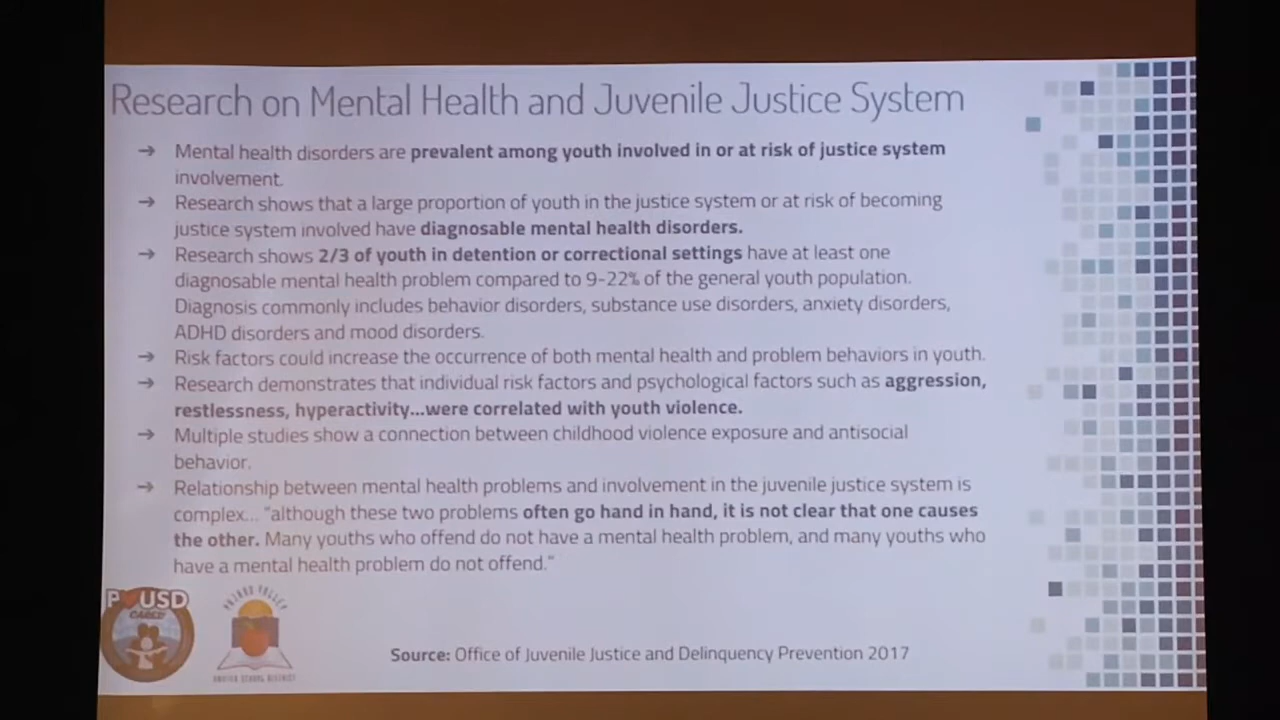 Research on Mental Health and Juvenile Justice System
→ Mental health disorders are prevalent among youth involved in or at risk of justice system
involvement.
→ Research shows that a large proportion of youth in the justice system or at risk of becoming
justice system involved have diagnosable mental health disorders.
→ Research shows 2/3 of youth in detention or correctional settings have at least one
diagnosable mental health problem compared to 9-22% of the general youth population.
Diagnosis commonly includes behavior disorders, substance use disorders, anxiety disorders,
ADHD disorders and mood disorders.
→ Risk factors could increase the occurrence of both mental health and problem behaviors in youth.
→ Research demonstrates that individual risk factors and psychological factors such as aggression,
restlessness, hyperactivity...were correlated with youth violence.
→ Multiple studies show a connection between childhood violence exposure and antisocial
behavior.
→ Relationship between mental health problems and involvement in the juvenile justice system is
complex... "although these two problems often go hand in hand, it is not clear that one causes
the other. Many youths who offend do not have a mental health problem, and many youths who
have a mental health problem do not offend."
P USD
CARES
PAJARO VALLEY
UNIFIED SCHOOL DISTRICT
Source: Office of Juvenile Justice and Delinquency Prevention 2017